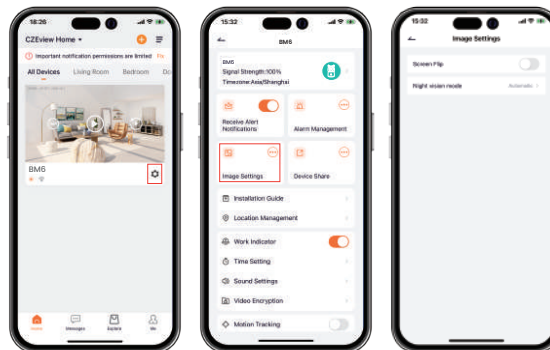 18:26
CZEview Home
Important notification permissions are limited Fix
All Devices Living Room Bedroom Do
BM6
Home Messages Explore Me
15:32
BM6
BM6
Signal Strength:100%
Timezone:Asia/Shanghai
Receive Alert
Notifications
Alarm Management
Image Settings
Device Share
Installation Guide
Location Management
Work Indicator
Time Setting
Sound Settings
Video Encryption
Motion Tracking
15:32
Image Settings
Screen Flip
Night vision mode Automatic